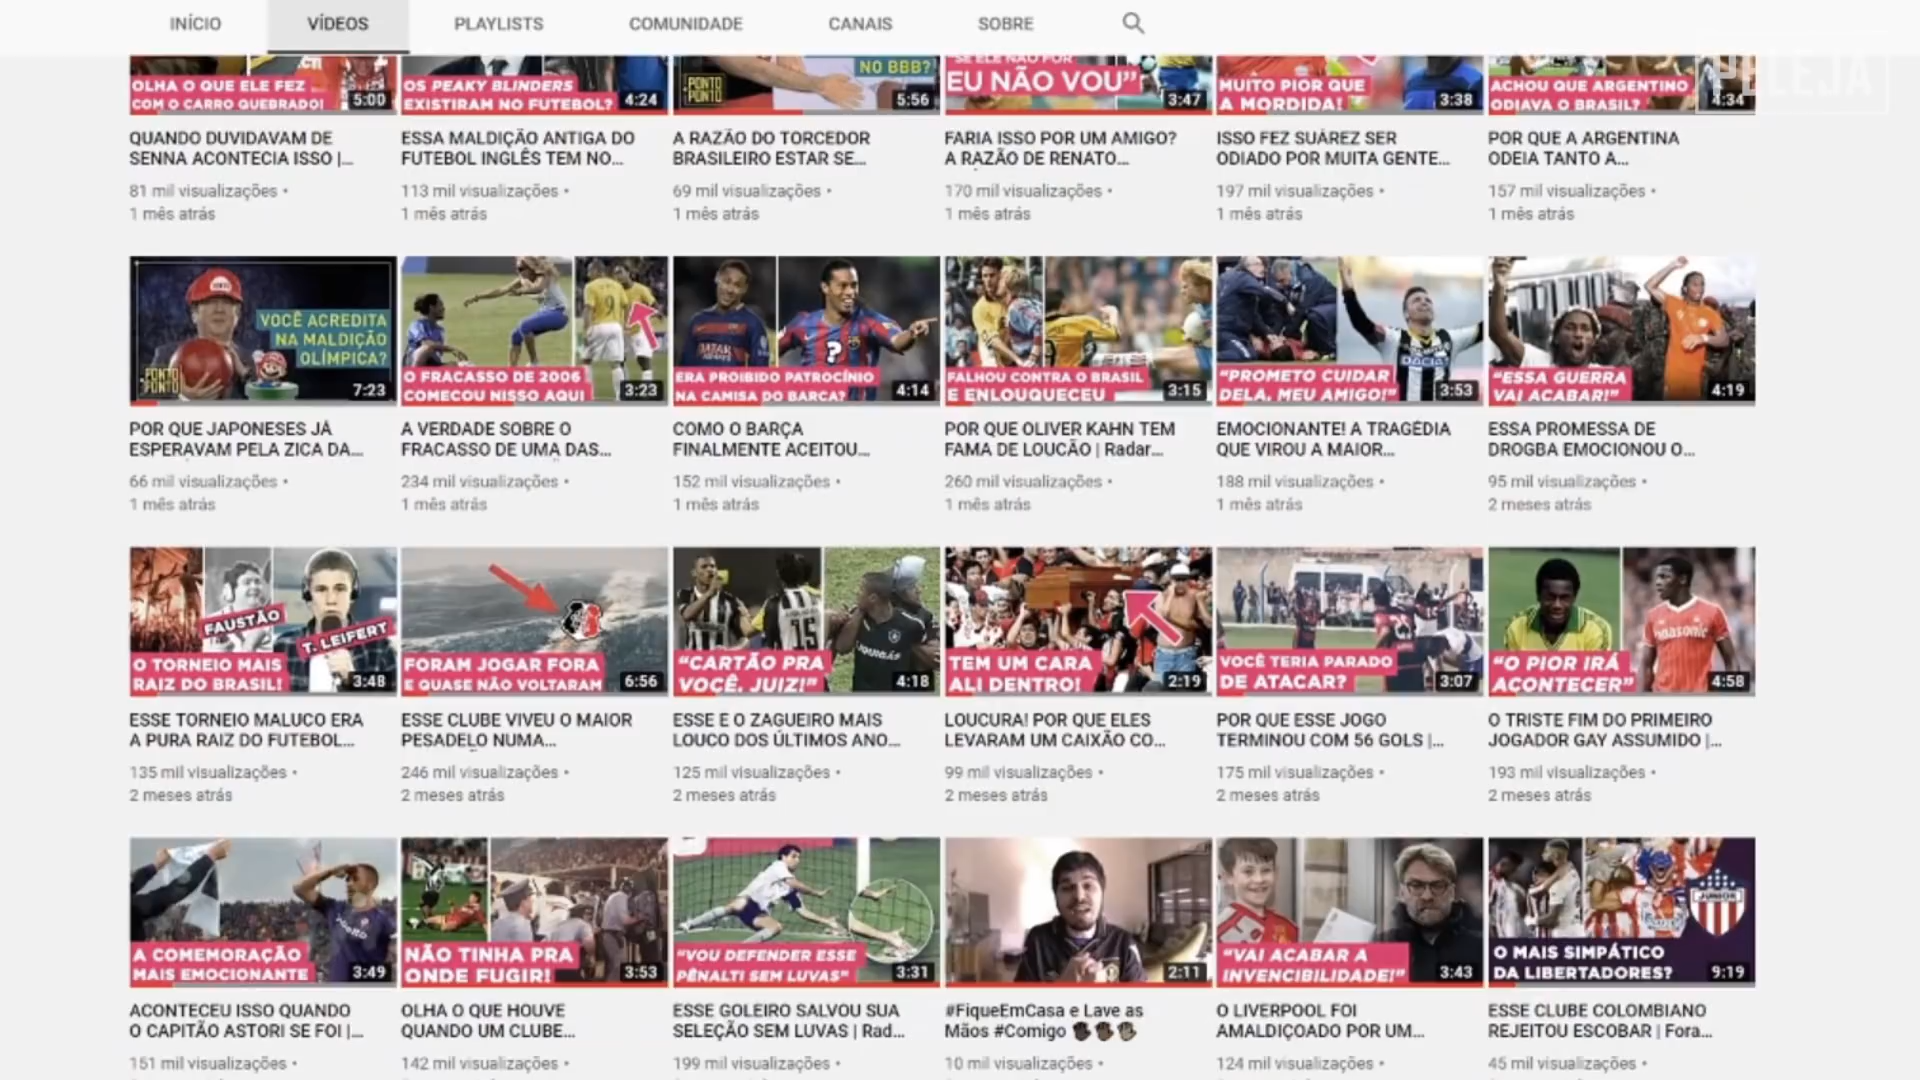 INÍCIO
VÍDEOS
PLAYLISTS
COMUNIDADE
CANAIS
SOBRE
PELEJA
OLHA O QUE ELE FEZ
COM O CARRO QUEBRADO!
5:00
OS PEAKY BLINDERS
EXISTIRAM NO FUTEBOL?
4:24
NO BBB?
PONTO
PONTO
5:56
SE ELE NÃO FOR
EU NÃO VOU”
3:47
MUITO PIOR QUE
A MORDIDA!
3:38
ACHOU QUE ARGENTINO
ODIAVA O BRASIL?
4:34
QUANDO DUVIDAVAM DE
SENNA ACONTECIA ISSO |...
81 mil visualizações •
1 mês atrás
ESSA MALDIÇÃO ANTIGA DO
FUTEBOL INGLÊS TEM NO...
113 mil visualizações •
1 mês atrás
A RAZÃO DO TORCEDOR
BRASILEIRO ESTAR SE...
69 mil visualizações •
1 mês atrás
FARIA ISSO POR UM AMIGO?
A RAZÃO DE RENATO...
170 mil visualizações •
1 mês atrás
ISSO FEZ SUÁREZ SER
ODIADO POR MUITA GENTE...
197 mil visualizações •
1 mês atrás
POR QUE A ARGENTINA
ODEIA TANTO A...
157 mil visualizações •
1 mês atrás
VOCÊ ACREDITA
NA MALDIÇÃO
OLÍMPICA?
PONTO
PONTO
7:23
9
O FRACASSO DE 2006
COMEÇOU NISSO AQUI
3:23
QATAR
?
ERA PROIBIDO PATROCÍNIO
NA CAMISA DO BARÇA?
4:14
FALHOU CONTRA O BRASIL
E ENLOUQUECEU
3:15
DACIA
“PROMETO CUIDAR
DELA, MEU AMIGO!”
3:53
“ESSA GUERRA
VAI ACABAR!”
4:19
POR QUE JAPONESES JÁ
ESPERAVAM PELA ZICA DA...
66 mil visualizações •
1 mês atrás
A VERDADE SOBRE O
FRACASSO DE UMA DAS...
234 mil visualizações •
1 mês atrás
COMO O BARÇA
FINALMENTE ACEITOU...
152 mil visualizações •
1 mês atrás
POR QUE OLIVER KAHN TEM
FAMA DE LOUCÃO | Radar...
260 mil visualizações •
1 mês atrás
EMOCIONANTE! A TRAGÉDIA
QUE VIROU A MAIOR...
188 mil visualizações •
1 mês atrás
ESSA PROMESSA DE
DROGBA EMOCIONOU O...
95 mil visualizações •
2 meses atrás
FAUSTÃO
T. LEIFERT
O TORNEIO MAIS
RAIZ DO BRASIL!
3:48
FORAM JOGAR FORA
E QUASE NÃO VOLTARAM
6:56
15
“CARTÃO PRA
VOCÊ, JUIZ!”
4:18
TEM UM CARA
ALI DENTRO!
2:19
VOCÊ TERIA PARADO
DE ATACAR?
3:07
Panasonic
“O PIOR IRÁ
ACONTECER”
4:58
ESSE TORNEIO MALUCO ERA
A PURA RAIZ DO FUTEBOL...
135 mil visualizações •
2 meses atrás
ESSE CLUBE VIVEU O MAIOR
PESADELO NUMA...
246 mil visualizações •
2 meses atrás
ESSE É O ZAGUEIRO MAIS
LOUCO DOS ÚLTIMOS ANO...
125 mil visualizações •
2 meses atrás
LOUCURA! POR QUE ELES
LEVARAM UM CAIXÃO CO...
99 mil visualizações •
2 meses atrás
POR QUE ESSE JOGO
TERMINOU COM 56 GOLS |...
175 mil visualizações •
2 meses atrás
O TRISTE FIM DO PRIMEIRO
JOGADOR GAY ASSUMIDO |...
193 mil visualizações •
2 meses atrás
A COMEMORAÇÃO
MAIS EMOCIONANTE
3:49
NÃO TINHA PRA
ONDE FUGIR!
3:53
“VOU DEFENDER ESSE
PÊNALTI SEM LUVAS”
3:31
2:11
“VAI ACABAR A
INVENCIBILIDADE!”
3:43
JUNIOR
O MAIS SIMPÁTICO
DA LIBERTADORES?
9:19
ACONTECEU ISSO QUANDO
O CAPITÃO ASTORI SE FOI |...
151 mil visualizações •
OLHA O QUE HOUVE
QUANDO UM CLUBE...
142 mil visualizações •
ESSE GOLEIRO SALVOU SUA
SELEÇÃO SEM LUVAS | Rad...
199 mil visualizações •
#FiqueEmCasa e Lave as
Mãos #Comigo
10 mil visualizações •
O LIVERPOOL FOI
AMALDIÇOADO POR UM...
124 mil visualizações •
ESSE CLUBE COLOMBIANO
REJEITOU ESCOBAR | Fora...
45 mil visualizações •